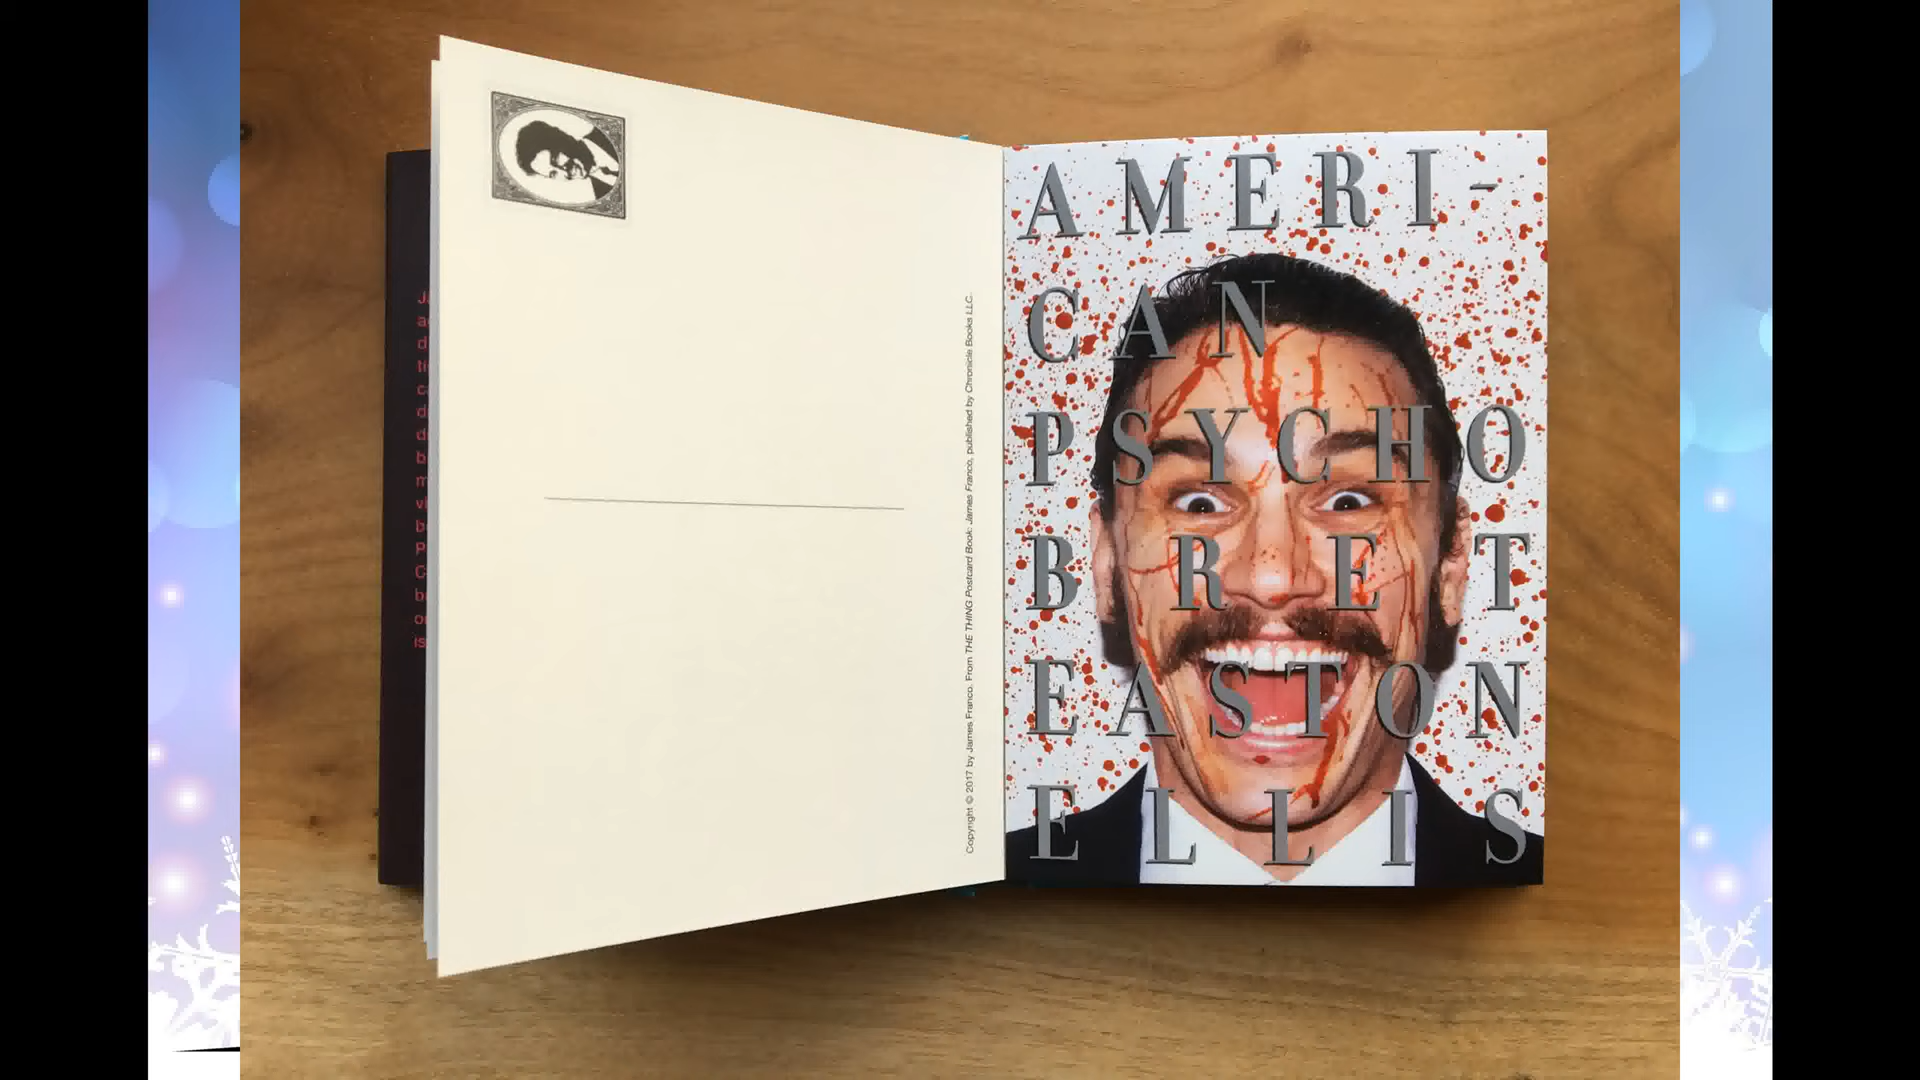 Copyright © 2017 by James Franco. From THE THING Postcard Book: James Franco, published by Chronicle Books LLC.
AMERI-
CAN
PSYCHO
BRET
EASTON
ELLIS